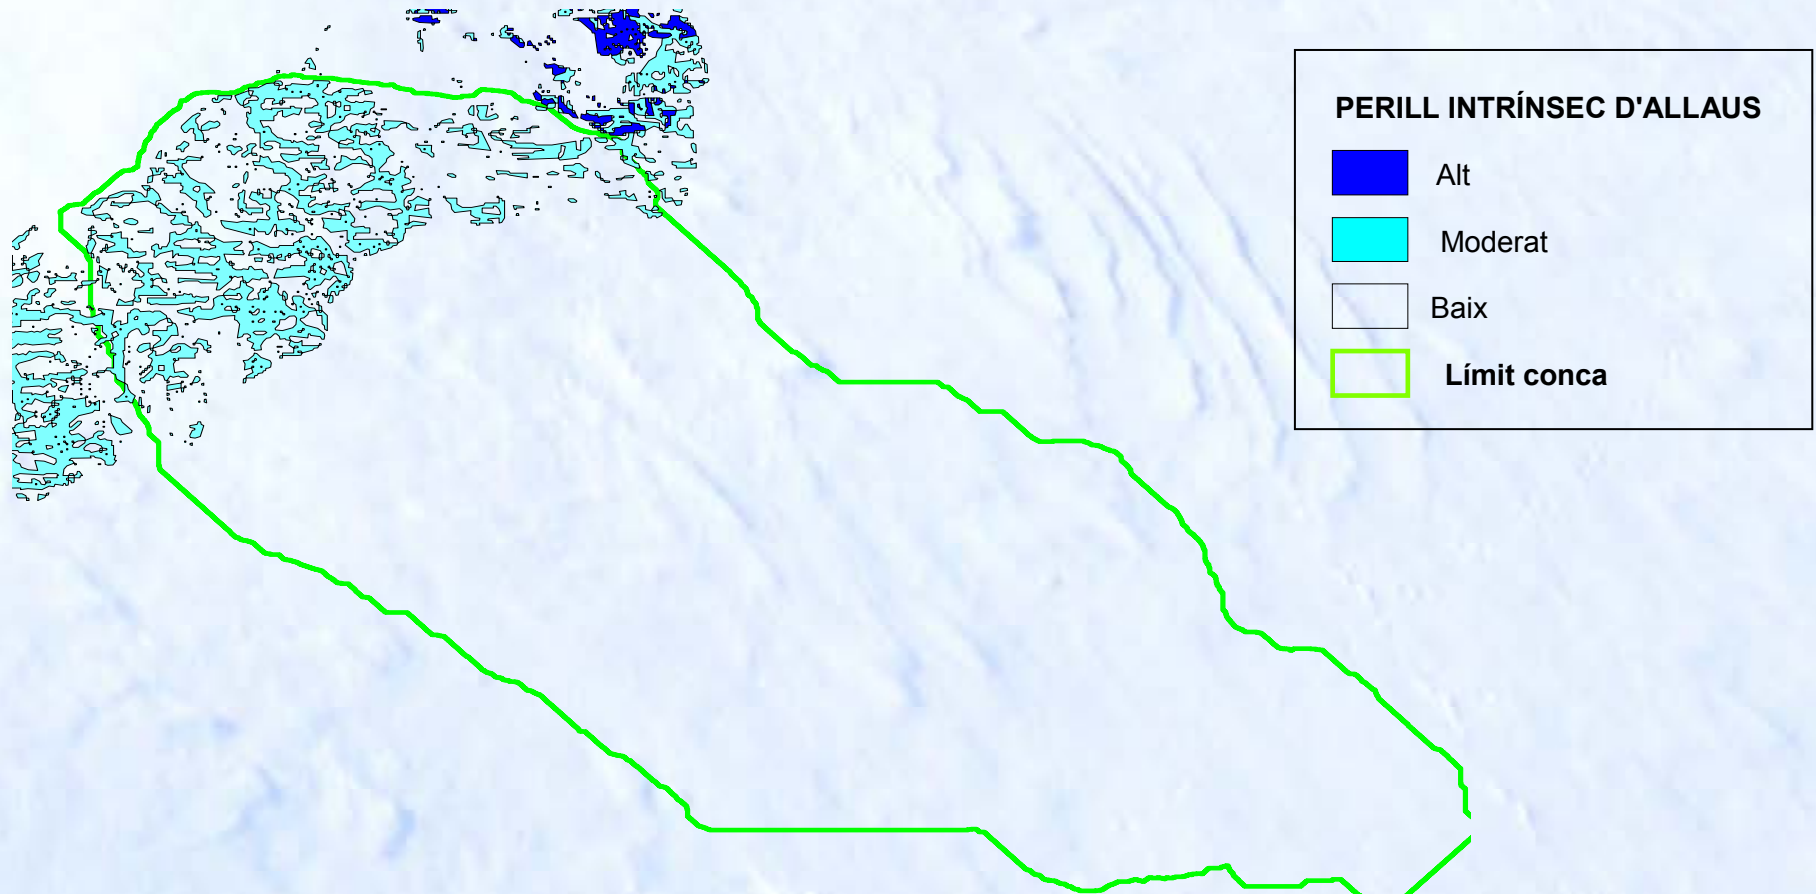 PERILL INTRÍNSEC D'ALLAUS
Alt
Moderat
Baix
Límit conca